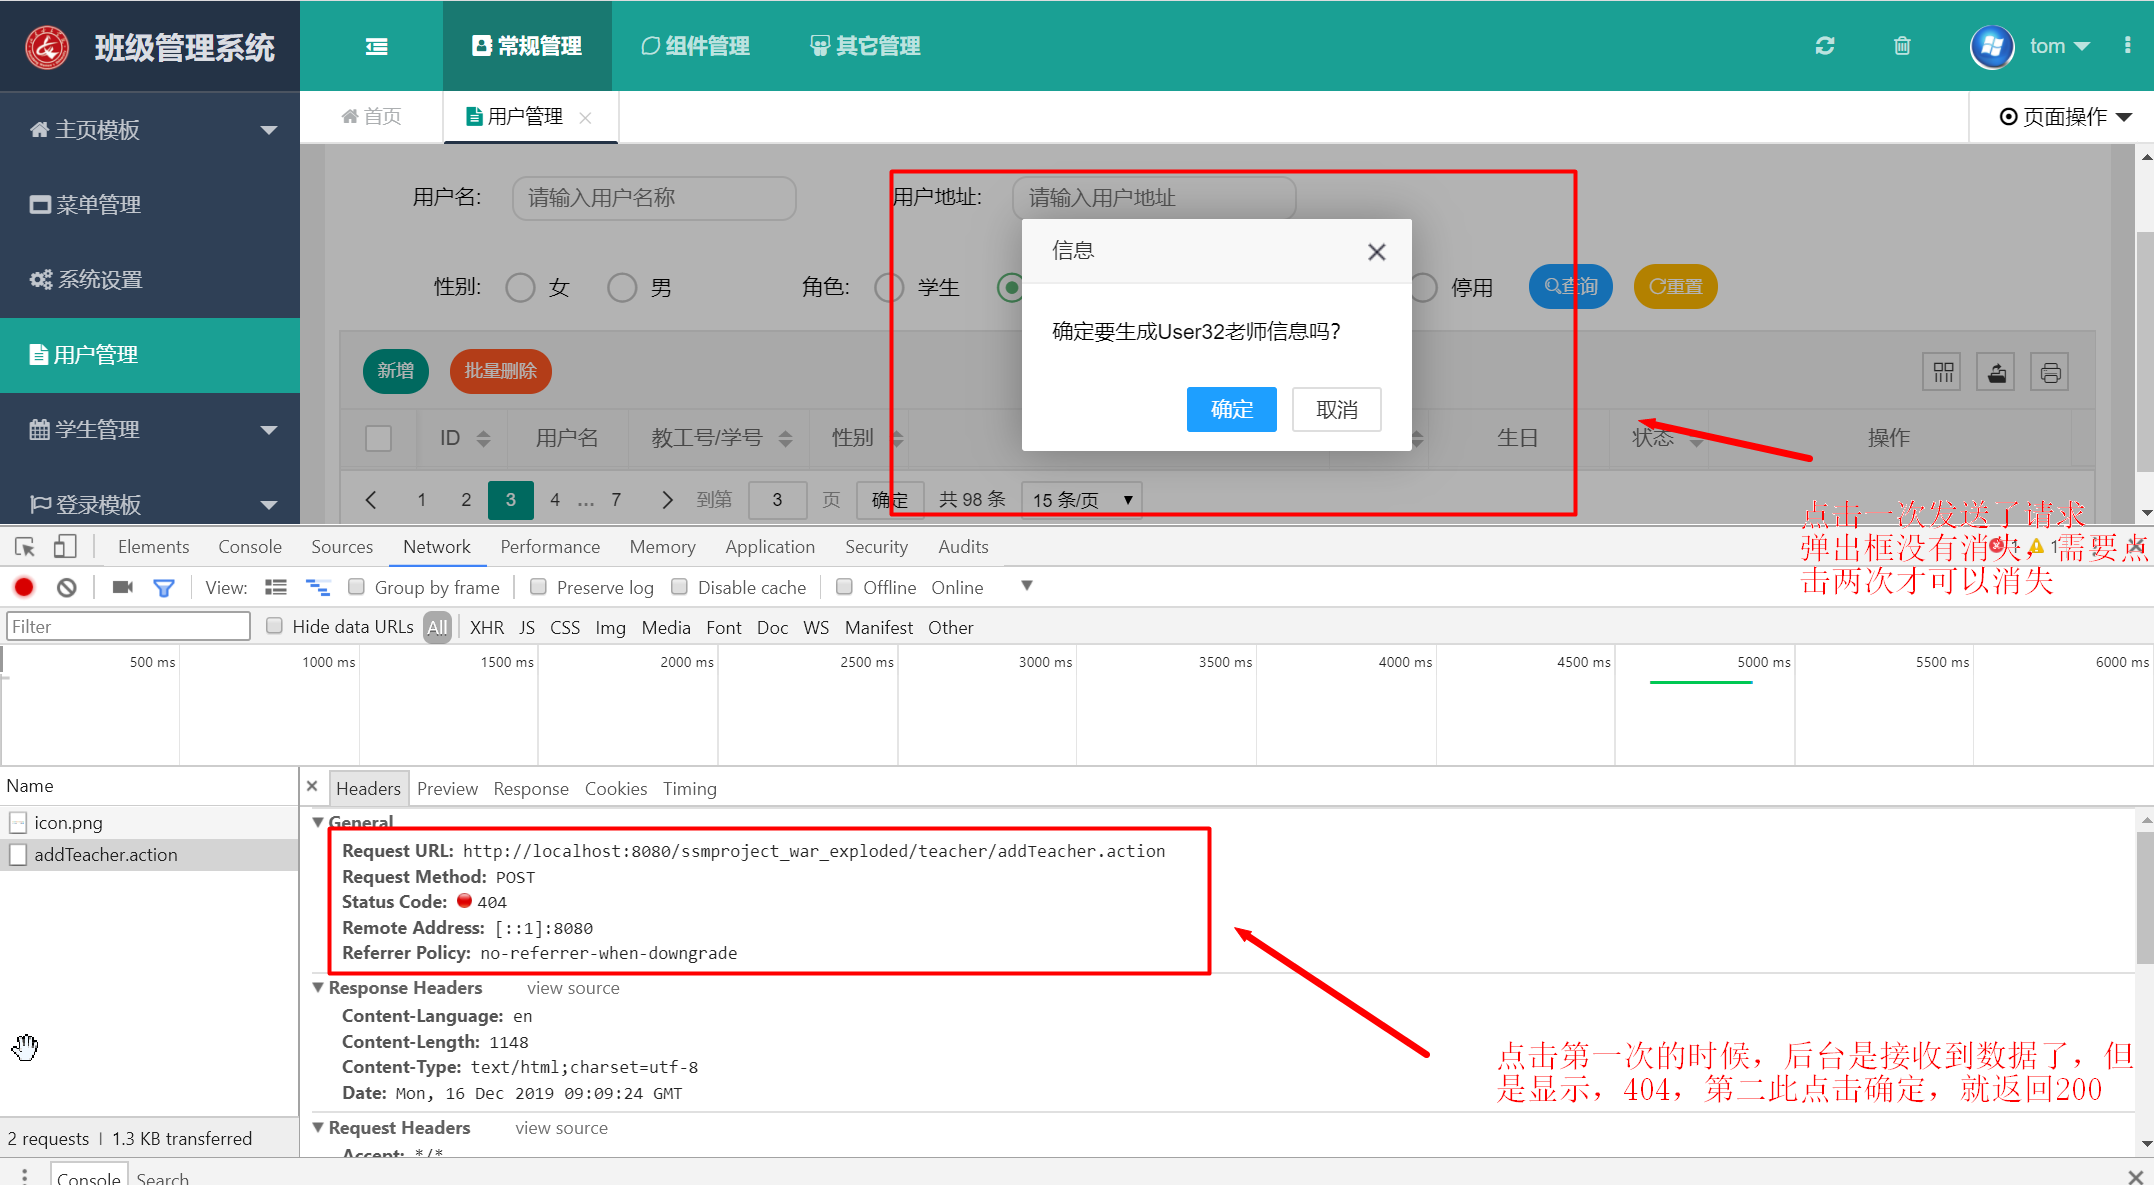 班级管理系统
常规管理
组件管理
其它管理
tom
主页模板
菜单管理
系统设置
用户管理
学生管理
登录模板
首页
用户管理
页面操作
用户名:
请输入用户名称
用户地址:
请输入用户地址
性别:
女
男
角色:
学生
停用
查询
重置
信息
确定要生成User32老师信息吗?
确定
取消
新增
批量删除
ID
用户名
教工号/学号
性别
生日
状态
操作
1
2
3
4
...
7
到第
3
页
确定
共 98 条
15 条/页
点击一次发送了请求
弹出框没有消失，需要点
击两次才可以消失
Elements
Console
Sources
Network
Performance
Memory
Application
Security
Audits
View:
Group by frame
Preserve log
Disable cache
Offline
Online
Filter
Hide data URLs
All
XHR
JS
CSS
Img
Media
Font
Doc
WS
Manifest
Other
500 ms
1000 ms
1500 ms
2000 ms
2500 ms
3000 ms
3500 ms
4000 ms
4500 ms
5000 ms
5500 ms
6000 ms
Name
icon.png
addTeacher.action
2 requests | 1.3 KB transferred
Headers
Preview
Response
Cookies
Timing
General
Request URL: http://localhost:8080/ssmproject_war_exploded/teacher/addTeacher.action
Request Method: POST
Status Code: 404
Remote Address: [::1]:8080
Referrer Policy: no-referrer-when-downgrade
Response Headers
view source
Content-Language: en
Content-Length: 1148
Content-Type: text/html;charset=utf-8
Date: Mon, 16 Dec 2019 09:09:24 GMT
Request Headers
view source
Accept: */*
点击第一次的时候，后台是接收到数据了，但
是显示，404，第二此点击确定，就返回200
Console
Search